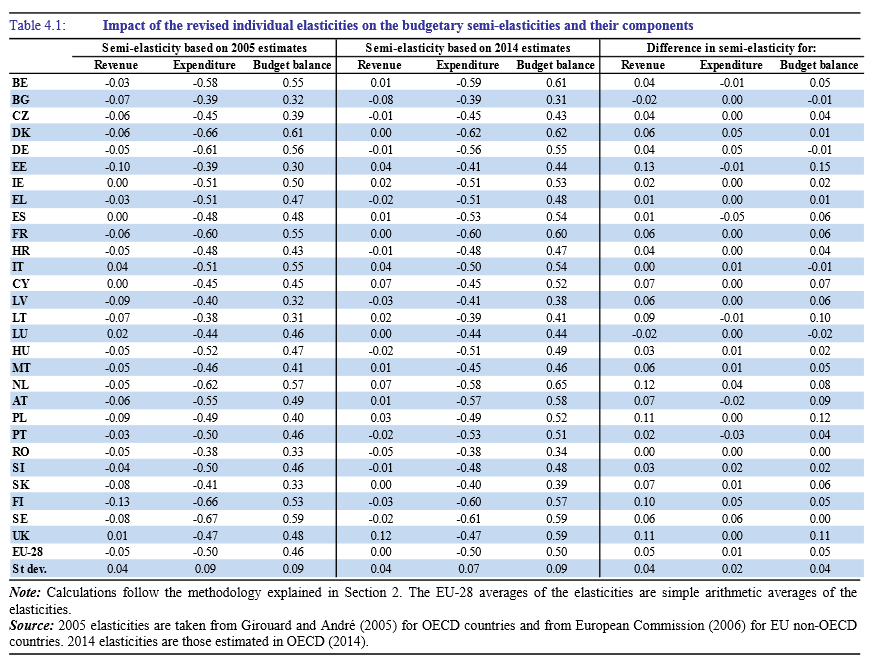 Table 4.1: Impact of the revised individual elasticities on the budgetary semi-elasticities and their components
Semi-elasticity based on 2005 estimates Semi-elasticity based on 2014 estimates Difference in semi-elasticity for:
Revenue Expenditure Budget balance Revenue Expenditure Budget balance Revenue Expenditure Budget balance
BE -0.03 -0.58 0.55 0.01 -0.59 0.61 0.04 -0.01 0.05
BG -0.07 -0.39 0.32 -0.08 -0.39 0.31 -0.02 0.00 -0.01
CZ -0.06 -0.45 0.39 -0.01 -0.45 0.43 0.04 0.00 0.04
DK -0.06 -0.66 0.61 0.00 -0.62 0.62 0.06 0.05 0.01
DE -0.05 -0.61 0.56 -0.01 -0.56 0.55 0.04 0.05 -0.01
EE -0.10 -0.39 0.30 0.04 -0.41 0.44 0.13 -0.01 0.15
IE 0.00 -0.51 0.50 0.02 -0.51 0.53 0.02 0.00 0.02
EL -0.03 -0.51 0.47 -0.02 -0.51 0.48 0.01 0.00 0.01
ES 0.00 -0.48 0.48 0.01 -0.53 0.54 0.01 -0.05 0.06
FR -0.06 -0.60 0.55 0.00 -0.60 0.60 0.06 0.00 0.06
HR -0.05 -0.48 0.43 -0.01 -0.48 0.47 0.04 0.00 0.04
IT 0.04 -0.51 0.55 0.04 -0.50 0.54 0.00 0.01 -0.01
CY 0.00 -0.45 0.45 0.07 -0.45 0.52 0.07 0.00 0.07
LV -0.09 -0.40 0.32 -0.03 -0.41 0.38 0.06 0.00 0.06
LT -0.07 -0.38 0.31 0.02 -0.39 0.41 0.09 -0.01 0.10
LU 0.02 -0.44 0.46 0.00 -0.44 0.44 -0.02 0.00 -0.02
HU -0.05 -0.52 0.47 -0.02 -0.51 0.49 0.03 0.01 0.02
MT -0.05 -0.46 0.41 0.01 -0.45 0.46 0.06 0.01 0.05
NL -0.05 -0.62 0.57 0.07 -0.58 0.65 0.12 0.04 0.08
AT -0.06 -0.55 0.49 0.01 -0.57 0.58 0.07 -0.02 0.09
PL -0.09 -0.49 0.40 0.03 -0.49 0.52 0.11 0.00 0.12
PT -0.03 -0.50 0.46 -0.02 -0.53 0.51 0.02 -0.03 0.04
RO -0.05 -0.38 0.33 -0.05 -0.38 0.34 0.00 0.00 0.00
SI -0.04 -0.50 0.46 -0.01 -0.48 0.48 0.03 0.02 0.02
SK -0.08 -0.41 0.33 0.00 -0.40 0.39 0.07 0.01 0.06
FI -0.13 -0.66 0.53 -0.03 -0.60 0.57 0.10 0.05 0.05
SE -0.08 -0.67 0.59 -0.02 -0.61 0.59 0.06 0.06 0.00
UK 0.01 -0.47 0.48 0.12 -0.47 0.59 0.11 0.00 0.11
EU-28 -0.05 -0.50 0.46 0.00 -0.50 0.50 0.05 0.01 0.05
St dev. 0.04 0.09 0.09 0.04 0.07 0.09 0.04 0.02 0.04
Note: Calculations follow the methodology explained in Section 2. The EU-28 averages of the elasticities are simple arithmetic averages of the
elasticities.
Source: 2005 elasticities are taken from Girouard and André (2005) for OECD countries and from European Commission (2006) for EU non-OECD
countries. 2014 elasticities are those estimated in OECD (2014).